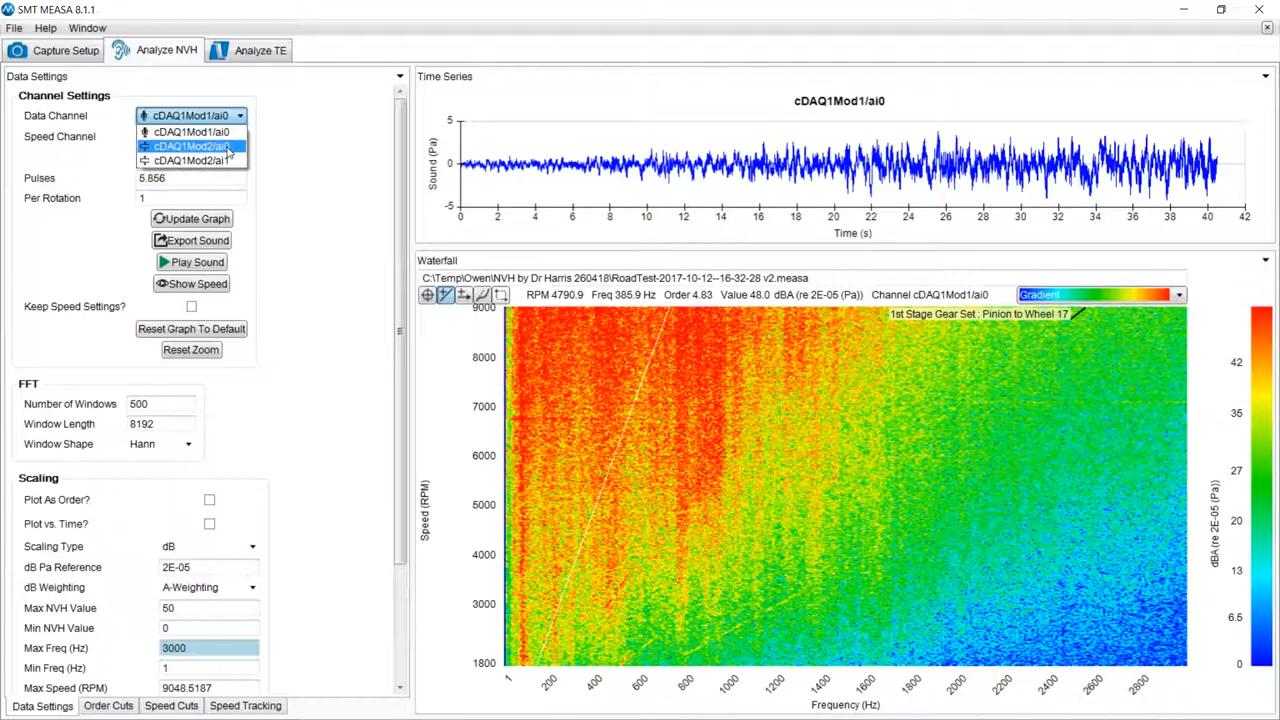 SMT MEASA 8.1.1
File Help Window
Capture Setup Analyze NVH Analyze TE
Data Settings
Channel Settings
Data Channel cDAQ1Mod1/ai0
cDAQ1Mod1/ai0
Speed Channel
cDAQ1Mod2/ai0
cDAQ1Mod2/ai1
Pulses 5.856
Per Rotation 1
Update Graph
Export Sound
Play Sound
Show Speed
Keep Speed Settings?
Reset Graph To Default
Reset Zoom
FFT
Number of Windows 500
Window Length 8192
Window Shape Hann
Scaling
Plot As Order?
Plot vs. Time?
Scaling Type dB
dB Pa Reference 2E-05
dB Weighting A-Weighting
Max NVH Value 50
Min NVH Value 0
Max Freq (Hz) 3000
Min Freq (Hz) 1
Max Speed (RPM) 9048.5187
Data Settings Order Cuts Speed Cuts Speed Tracking
Time Series
cDAQ1Mod1/ai0
Sound (Pa)
5
0
-5
0 2 4 6 8 10 12 14 16 18 20 22 24 26 28 30 32 34 36 38 40 42
Time (s)
Waterfall
C:\Temp\Owen\NVH by Dr Harris 260418\RoadTest-2017-10-12--16-32-28 v2.measa
RPM 4790.9 Freq 385.9 Hz Order 4.83 Value 48.0 dBA (re 2E-05 (Pa)) Channel cDAQ1Mod1/ai0 Gradient
1st Stage Gear Set : Pinion to Wheel 17
Speed (RPM)
9000
8000
7000
6000
5000
4000
3000
1800
1 200 400 600 800 1000 1200 1400 1600 1800 2000 2200 2400 2600 2800
Frequency (Hz)
42
35
27
20
13
6.5
0
dBA (re 2E-05 (Pa))